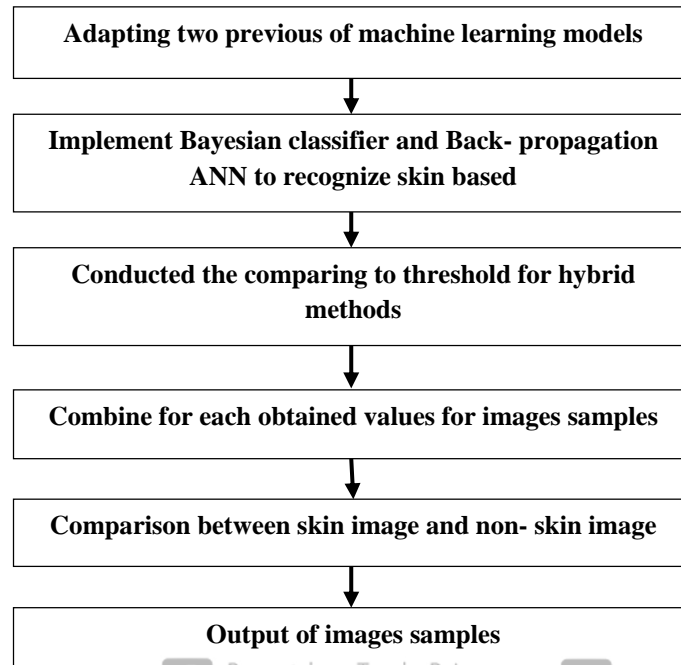 Adapting two previous of machine learning models
Implement Bayesian classifier and Back- propagation
ANN to recognize skin based
Conducted the comparing to threshold for hybrid
methods
Combine for each obtained values for images samples
Comparison between skin image and non- skin image
Output of images samples